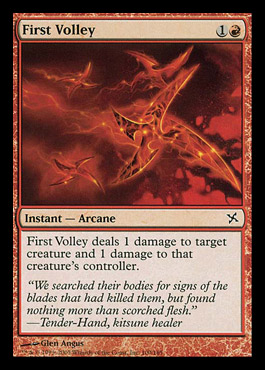 First Volley 1
Instant — Arcane
First Volley deals 1 damage to target
creature and 1 damage to that
creature's controller.
"We searched their bodies for signs of the
blades that had killed them, but found
nothing more than scorched flesh."
—Tender-Hand, kitsune healer
Glen Angus